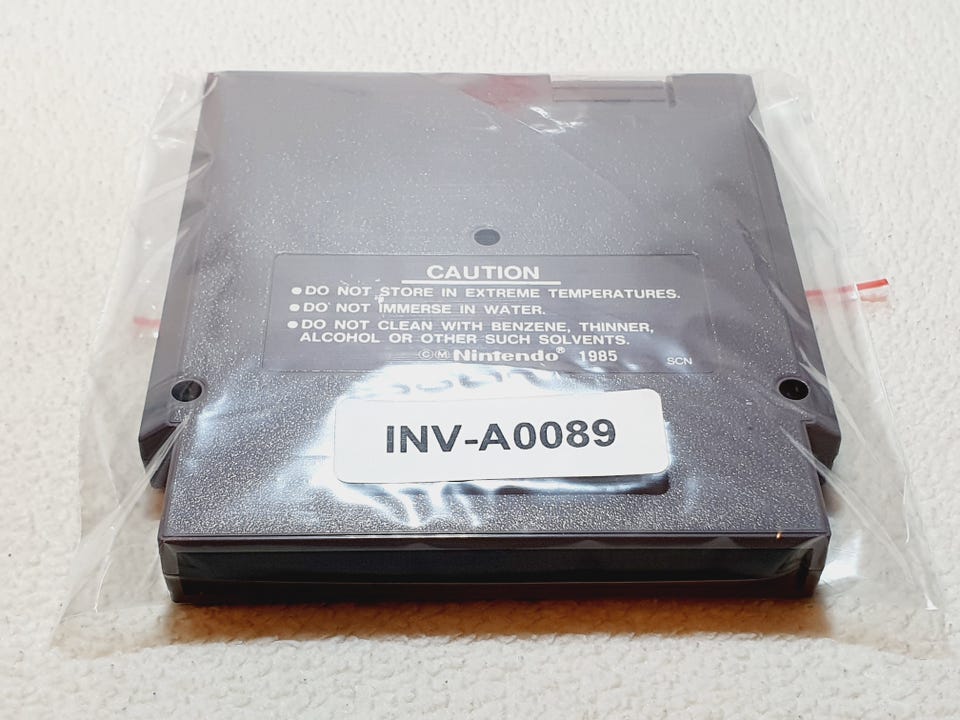 CAUTION
●DO NOT STORE IN EXTREME TEMPERATURES.
●DO NOT IMMERSE IN WATER.
●DO NOT CLEAN WITH BENZENE, THINNER,
ALCOHOL OR OTHER SUCH SOLVENTS.
ⒸⓂ Nintendo® 1985 SCN
INV-A0089